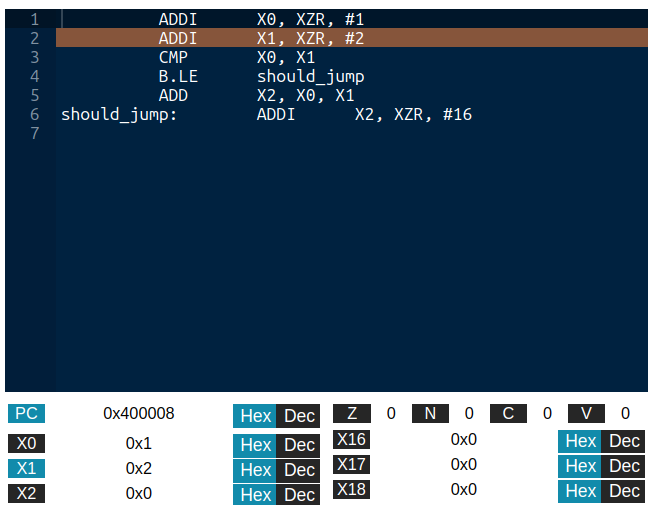 1 ADDI X0, XZR, #1
2 ADDI X1, XZR, #2
3 CMP X0, X1
4 B.LE should_jump
5 ADD X2, X0, X1
6 should_jump: ADDI X2, XZR, #16
7
PC 0x400008 Hex Dec Z 0 N 0 C 0 V 0
X0 0x1 Hex Dec X16 0x0 Hex Dec
X1 0x2 Hex Dec X17 0x0 Hex Dec
X2 0x0 Hex Dec X18 0x0 Hex Dec